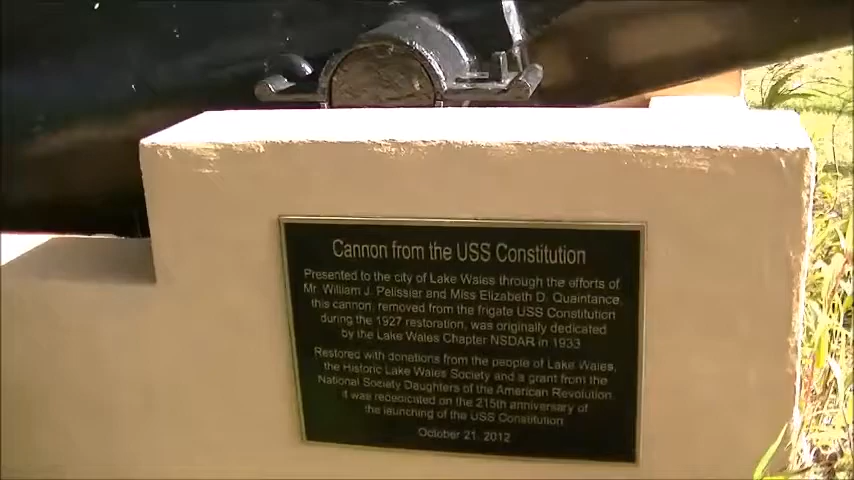 Cannon from the USS Constitution
Presented to the city of Lake Wales through the efforts of
Mr. William J. Pelissier and Miss Elizabeth D. Quaintance
this cannon, removed from the frigate USS Constitution
during the 1927 restoration, was originally dedicated
by the Lake Wales Chapter NSDAR in 1933
Restored with donations from the people of Lake Wales,
the Historic Lake Wales Society and a grant from the
National Society Daughters of the American Revolution
it was rededicated on the 215th anniversary of
the launching of the USS Constitution
October 21, 2012